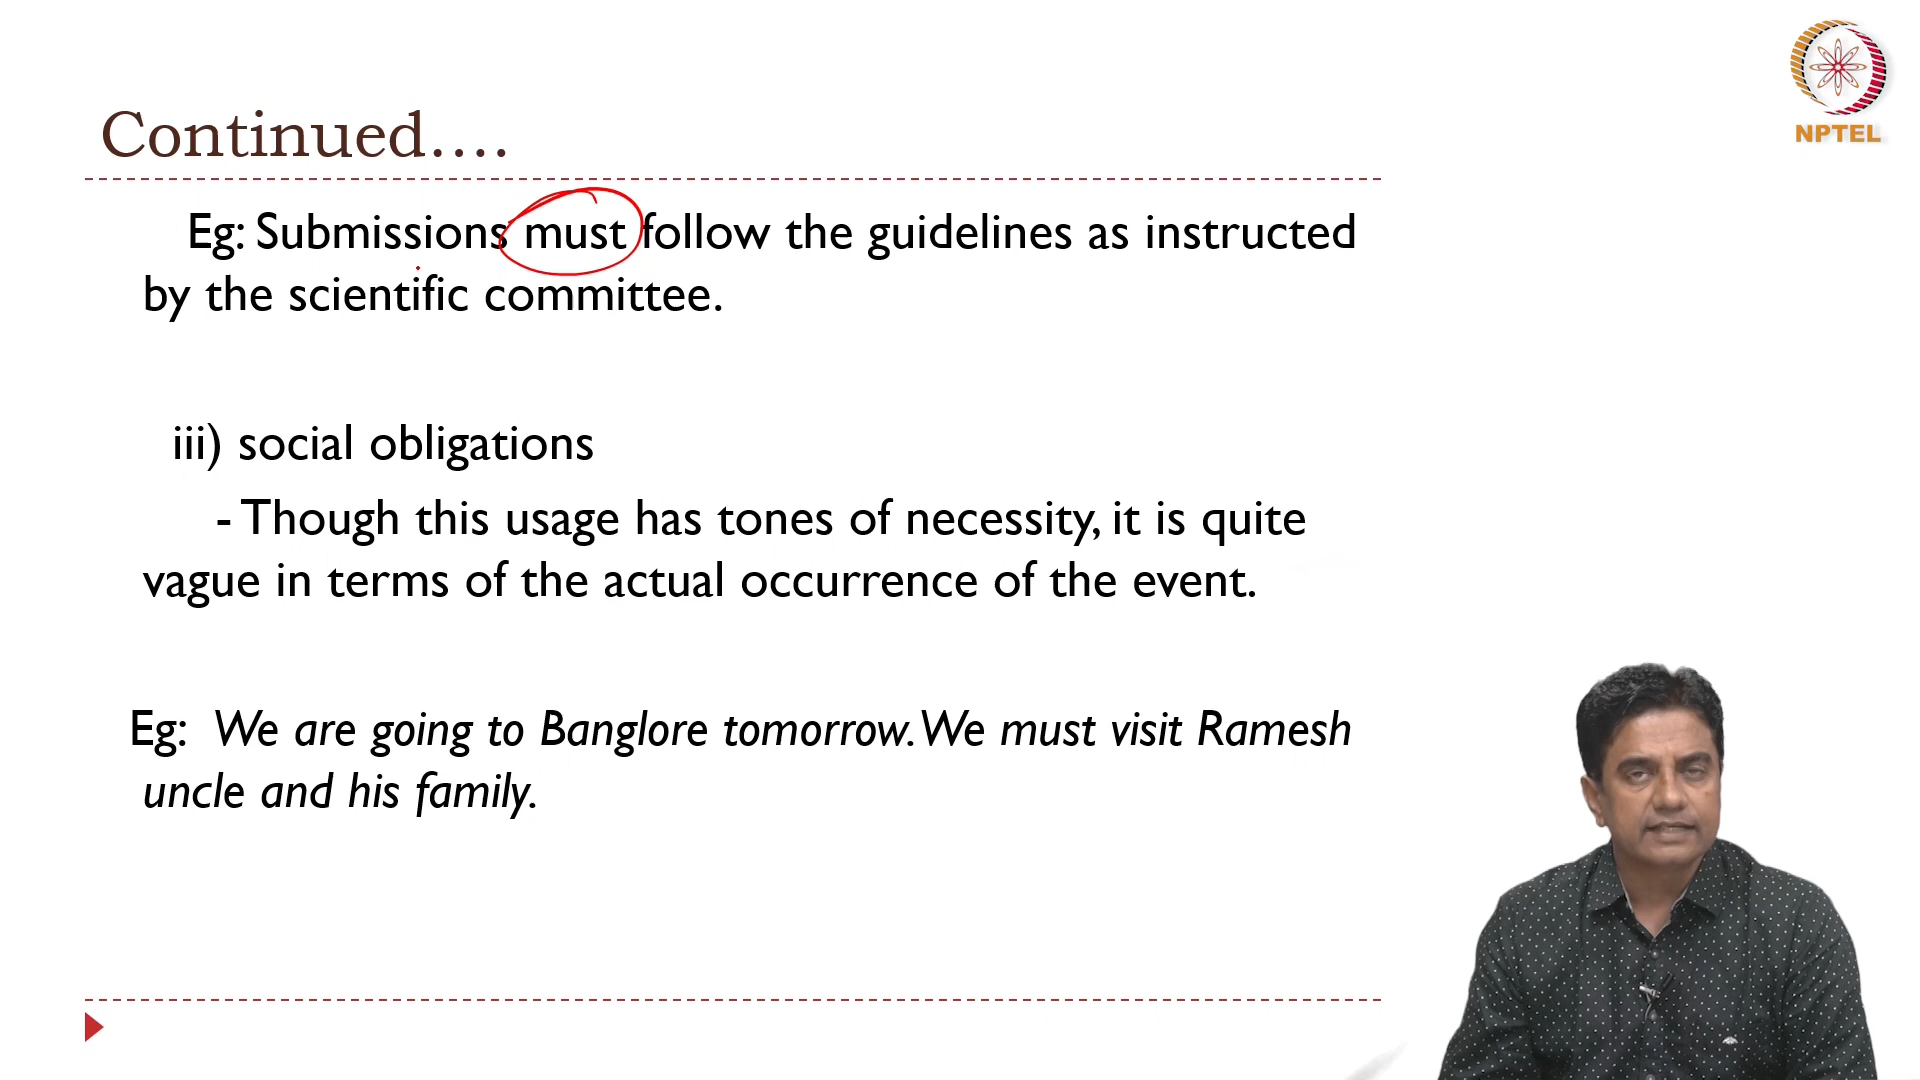 NPTEL
Continued....
Eg: Submissions must follow the guidelines as instructed
by the scientific committee.
iii) social obligations
- Though this usage has tones of necessity, it is quite
vague in terms of the actual occurrence of the event.
Eg: We are going to Banglore tomorrow. We must visit Ramesh
uncle and his family.